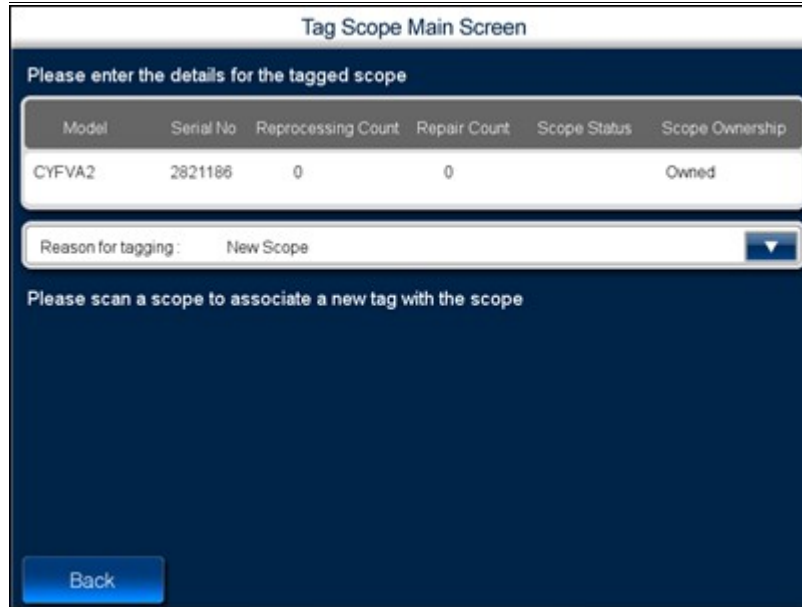 Tag Scope Main Screen
Please enter the details for the tagged scope
Model Serial No Reprocessing Count Repair Count Scope Status Scope Ownership
CYFVA2 2821186 0 0 Owned
Reason for tagging : New Scope
Please scan a scope to associate a new tag with the scope
Back